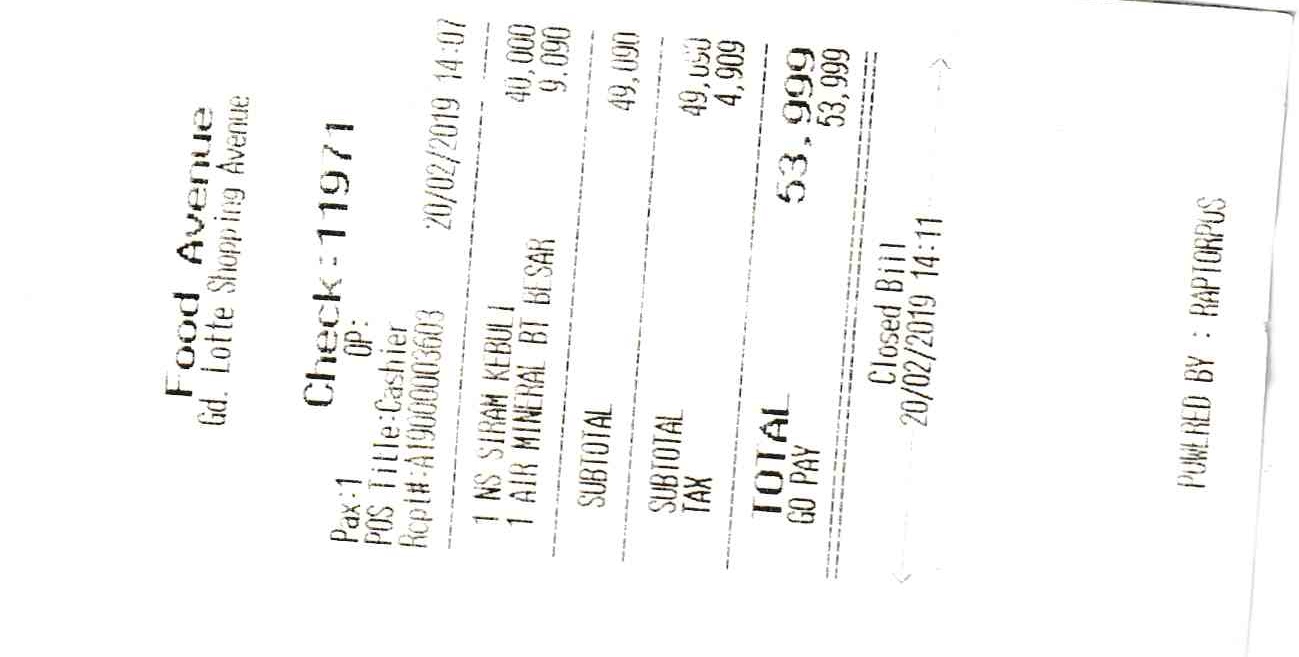 Food Avenue
Gd. Lotte Shopping Avenue
Check:11971
Pax:1 OP:
POS Title:Cashier
Rcpt#:A19000003603 20/02/2019 14:07
1 NS SIRAM KEBULI 40,000
1 AIR MINERAL BT BESAR 9.090
SUBTOTAL 49,090
SUBTOTAL 49,090
TAX 4,909
TOTAL 53,999
GO PAY 53,999
Closed Bill
20/02/2019 14:11
POWERED BY : RAPTORPOS